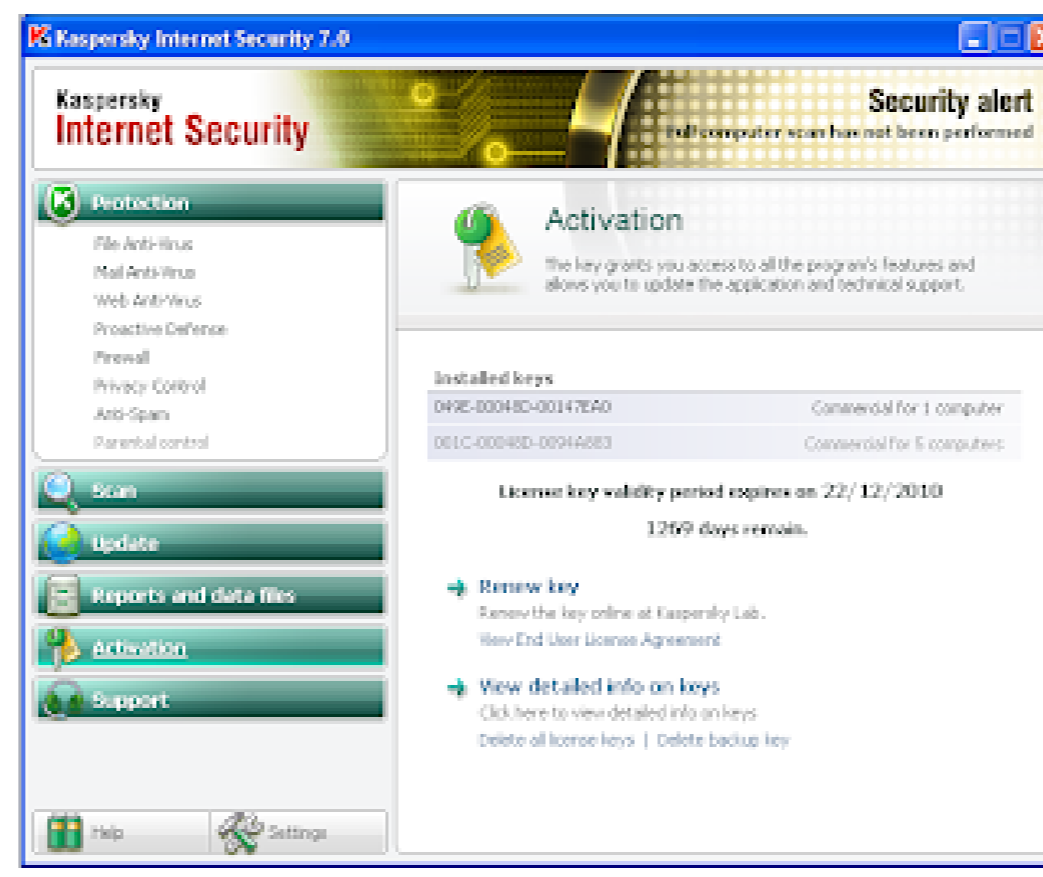 Kaspersky Internet Security 7.0
Kaspersky
Internet Security
Security alert
Full computer scan has not been performed
Protection
File Anti-Virus
Mail Anti-Virus
Web Anti-Virus
Proactive Defense
Firewall
Privacy Control
Anti-Spam
Parental control
Scan
Update
Reports and data files
Activation
Support
Help
Settings
Activation
The key grants you access to all the program's features and
allows you to update the application and technical support.
Installed keys
049E-00048D-00147EA0 Commercial for 1 computer
Commercial for 5 computers
License key validity period expires on 22/12/2010
1269 days remain.
Renew key
Renew the key online at Kaspersky Lab.
View End User License Agreement
View detailed info on keys
Click here to view detailed info on keys
Delete all license keys | Delete backup key